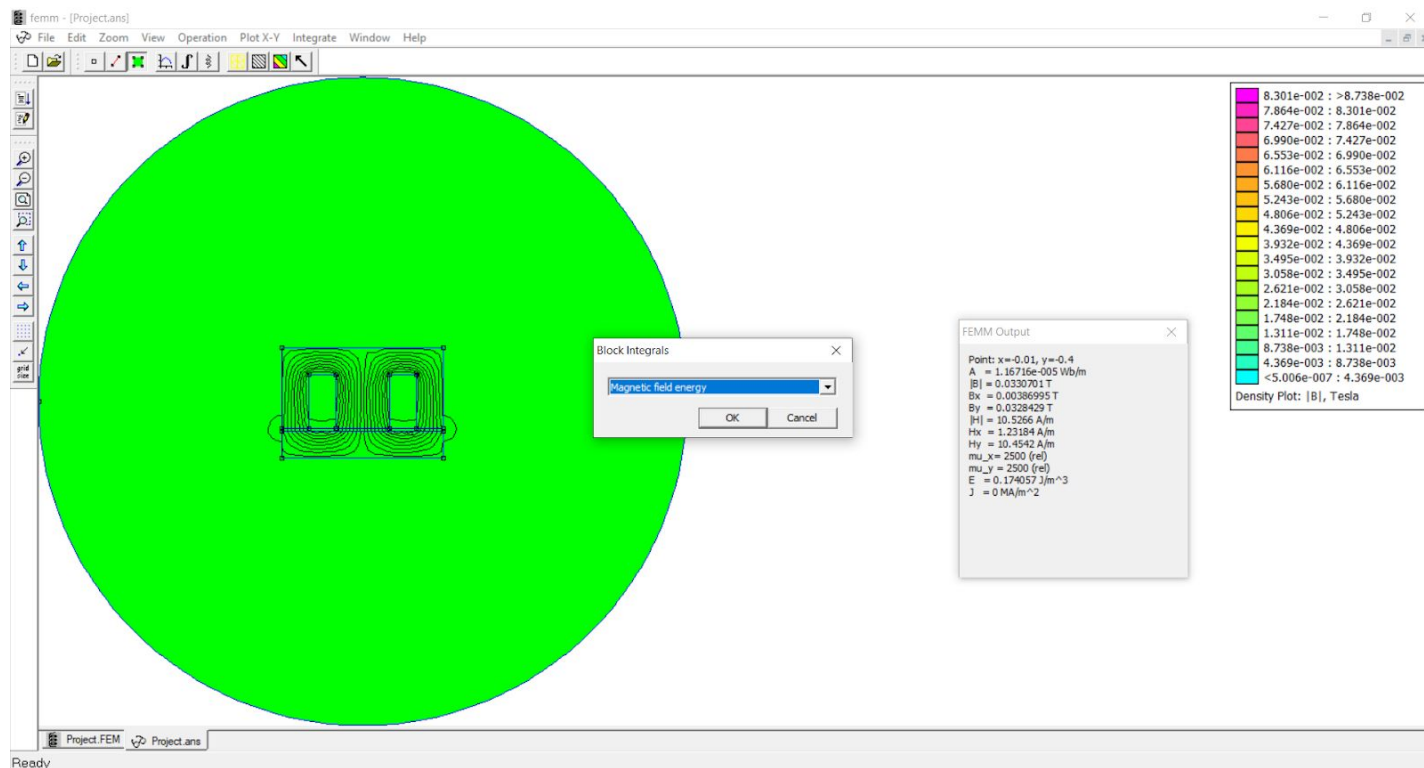 femm - [Project.ans]
File Edit Zoom View Operation Plot X-Y Integrate Window Help
grid
size
8.301e-002 : >8.738e-002
7.864e-002 : 8.301e-002
7.427e-002 : 7.864e-002
6.990e-002 : 7.427e-002
6.553e-002 : 6.990e-002
6.116e-002 : 6.553e-002
5.680e-002 : 6.116e-002
5.243e-002 : 5.680e-002
4.806e-002 : 5.243e-002
4.369e-002 : 4.806e-002
3.932e-002 : 4.369e-002
3.495e-002 : 3.932e-002
3.058e-002 : 3.495e-002
2.621e-002 : 3.058e-002
2.184e-002 : 2.621e-002
1.748e-002 : 2.184e-002
1.311e-002 : 1.748e-002
8.738e-003 : 1.311e-002
4.369e-003 : 8.738e-003
<5.006e-007 : 4.369e-003
Density Plot: |B|, Tesla
Block Integrals
Magnetic field energy
OK Cancel
FEMM Output
Point: x=-0.01, y=-0.4
A = 1.16716e-005 Wb/m
|B| = 0.0330701 T
Bx = 0.00386995 T
By = 0.0328429 T
|H| = 10.5266 A/m
Hx = 1.23184 A/m
Hy = 10.4542 A/m
mu_x= 2500 (rel)
mu_y = 2500 (rel)
E = 0.174057 J/m^3
J = 0 MA/m^2
Project.FEM Project.ans
Ready